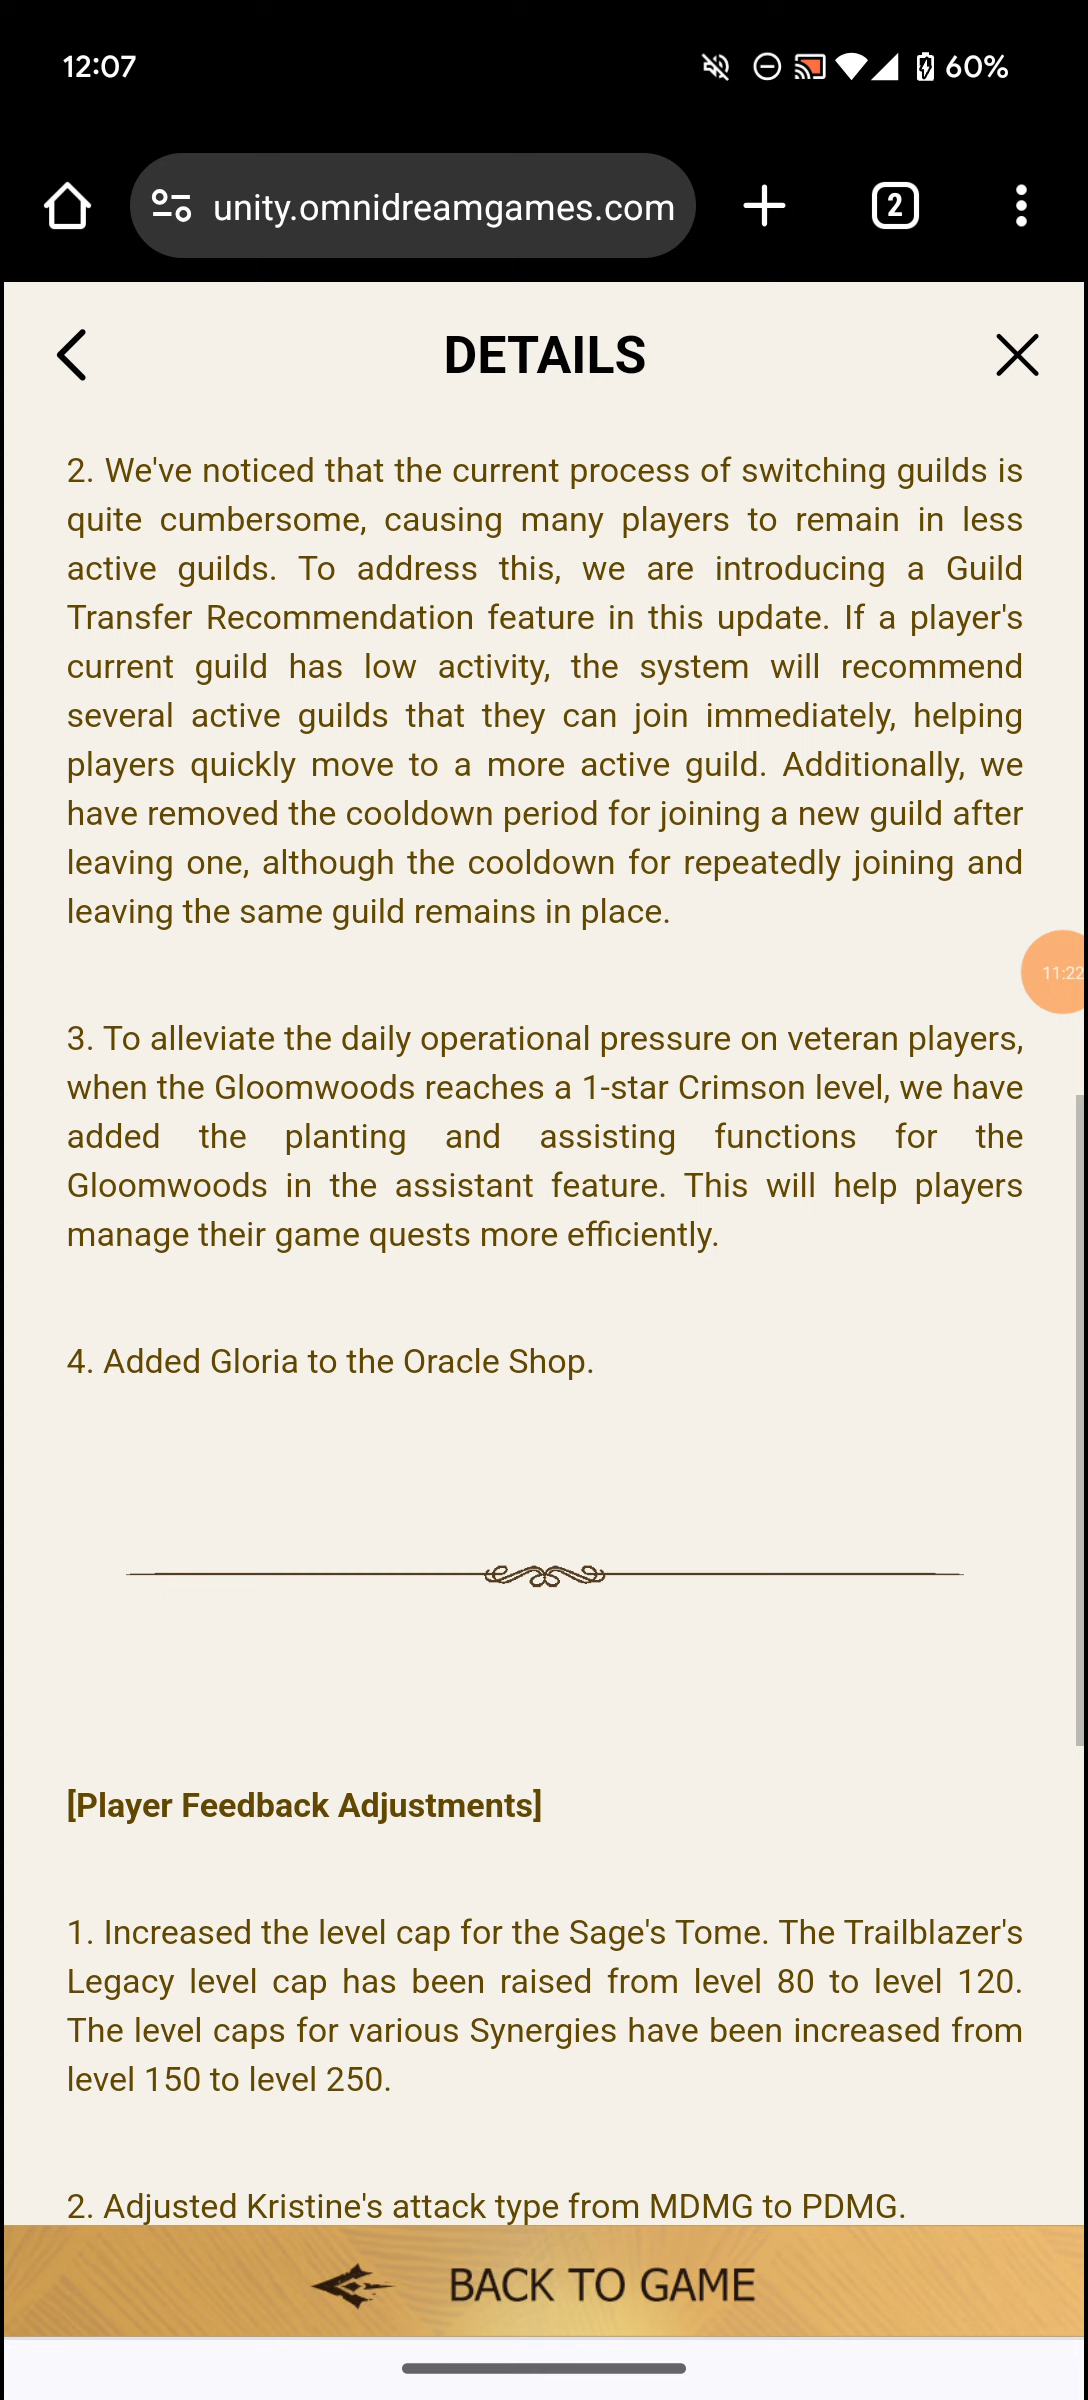 12:07
60%
unity.omnidreamgames.com
2
DETAILS
2. We've noticed that the current process of switching guilds is
quite cumbersome, causing many players to remain in less
active guilds. To address this, we are introducing a Guild
Transfer Recommendation feature in this update. If a player's
current guild has low activity, the system will recommend
several active guilds that they can join immediately, helping
players quickly move to a more active guild. Additionally, we
have removed the cooldown period for joining a new guild after
leaving one, although the cooldown for repeatedly joining and
leaving the same guild remains in place.
11:22
3. To alleviate the daily operational pressure on veteran players,
when the Gloomwoods reaches a 1-star Crimson level, we have
added the planting and assisting functions for the
Gloomwoods in the assistant feature. This will help players
manage their game quests more efficiently.
4. Added Gloria to the Oracle Shop.
[Player Feedback Adjustments]
1. Increased the level cap for the Sage's Tome. The Trailblazer's
Legacy level cap has been raised from level 80 to level 120.
The level caps for various Synergies have been increased from
level 150 to level 250.
2. Adjusted Kristine's attack type from MDMG to PDMG.
BACK TO GAME